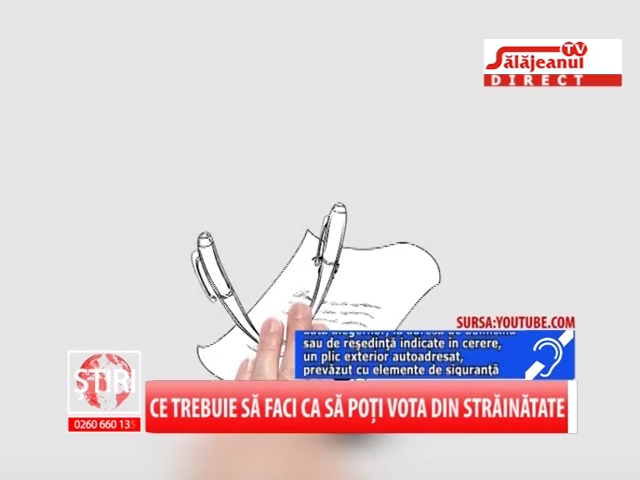 Sălăjeanul TV
DIRECT
SURSA:YOUTUBE.COM
sau de reședință indicate în cerere,
un plic exterior autoadresat,
prevăzut cu elemente de siguranță
ȘTIRI
0260 660 135
CE TREBUIE SĂ FACI CA SĂ POȚI VOTA DIN STRĂINĂTATE